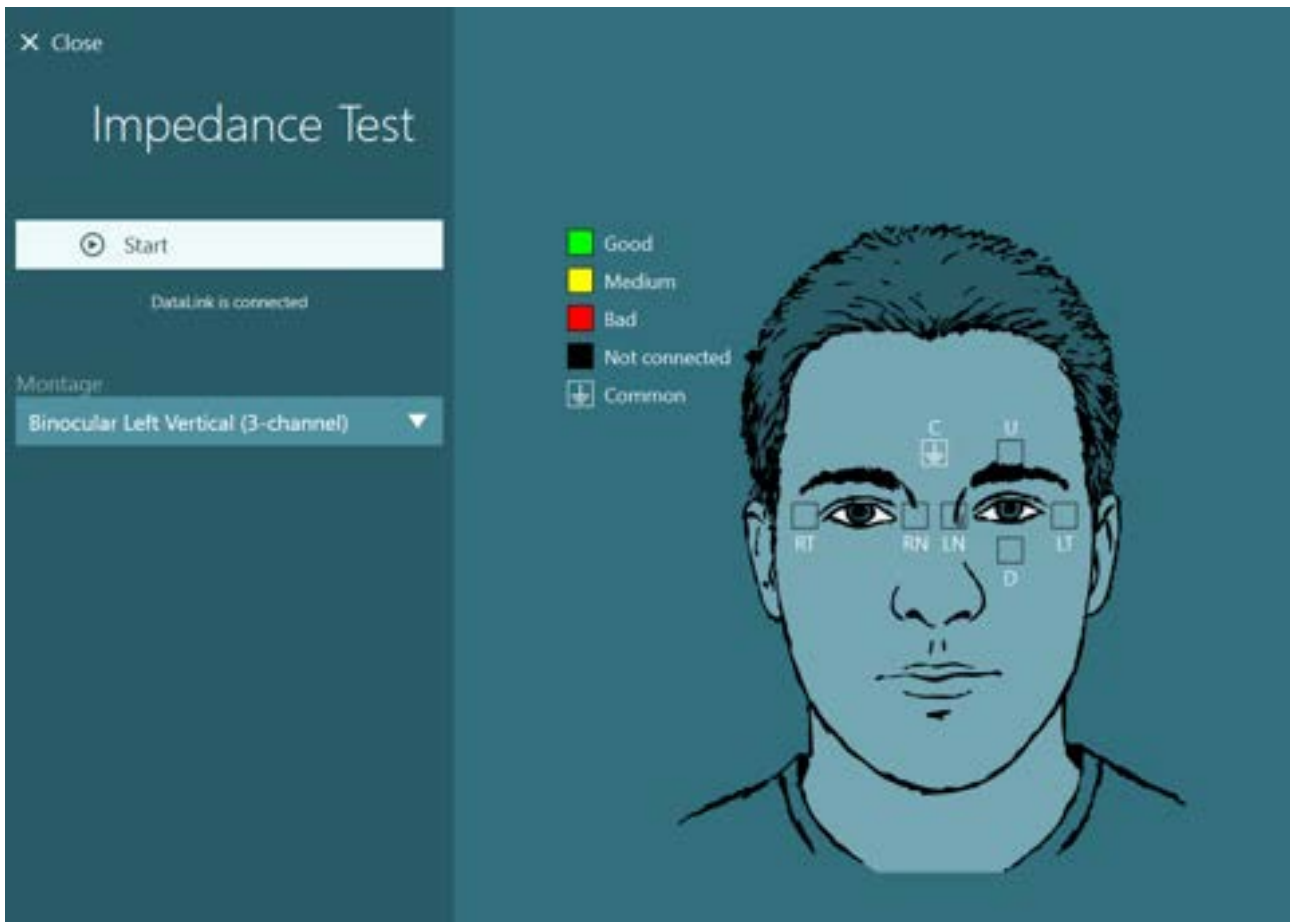 Close
Impedance Test
Start
DataLink is connected
Montage
Binocular Left Vertical (3-channel)
Good
Medium
Bad
Not connected
Common
C U
RT RN LN LT
D